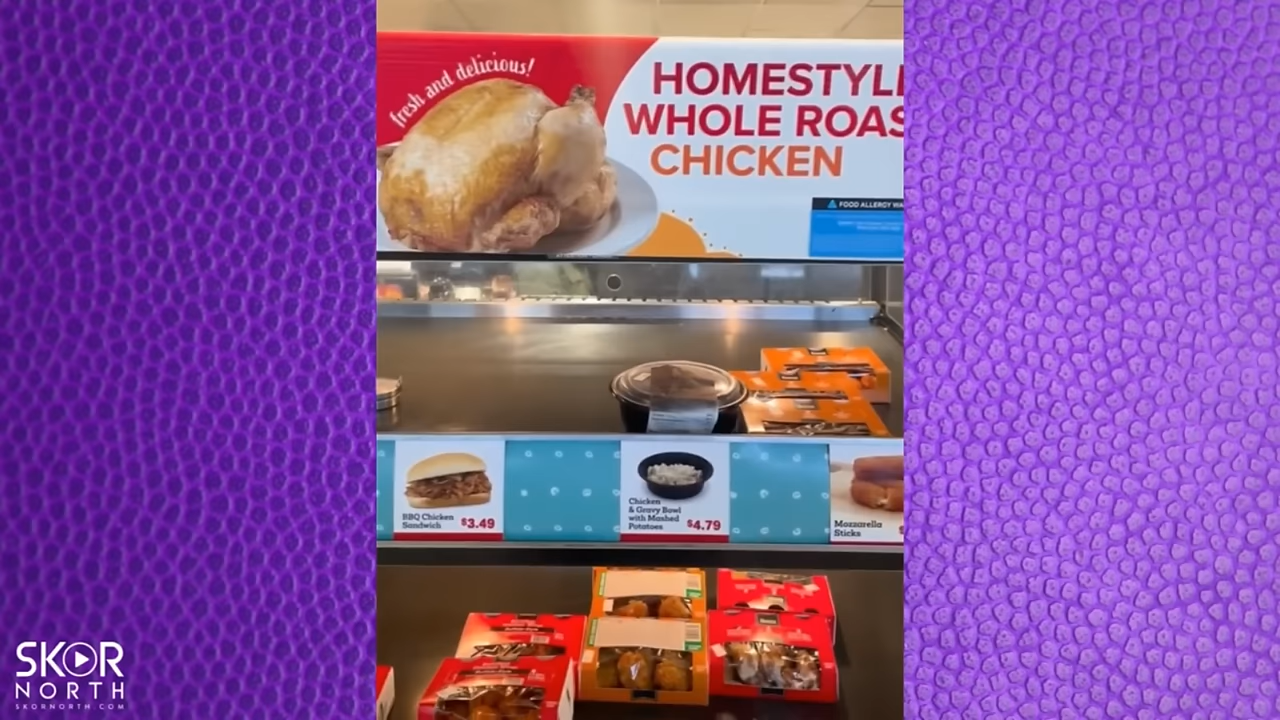 fresh and delicious!
HOMESTYL
WHOLE ROAS
CHICKEN
FOOD ALLERGY WA
BBQ Chicken
Sandwich
$3.49
Chicken
& Gravy Bowl
with Mashed
Potatoes
$4.79
Mozzarella
Sticks
$
SKOR
NORTH
SKORNORTH.COM